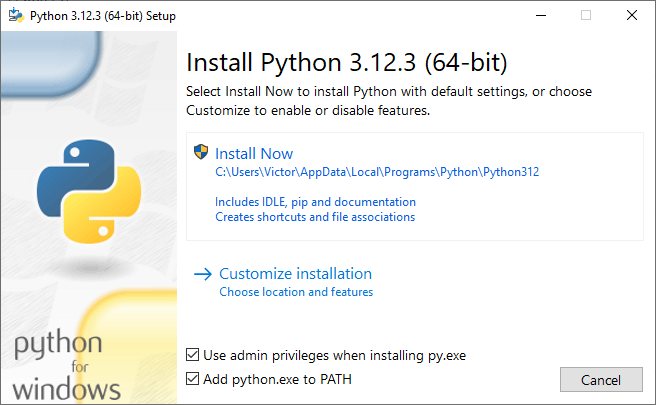 Python 3.12.3 (64-bit) Setup
Install Python 3.12.3 (64-bit)
Select Install Now to install Python with default settings, or choose
Customize to enable or disable features.
Install Now
C:\Users\Victor\AppData\Local\Programs\Python\Python312
Includes IDLE, pip and documentation
Creates shortcuts and file associations
Customize installation
Choose location and features
python
for
windows
Use admin privileges when installing py.exe
Add python.exe to PATH
Cancel